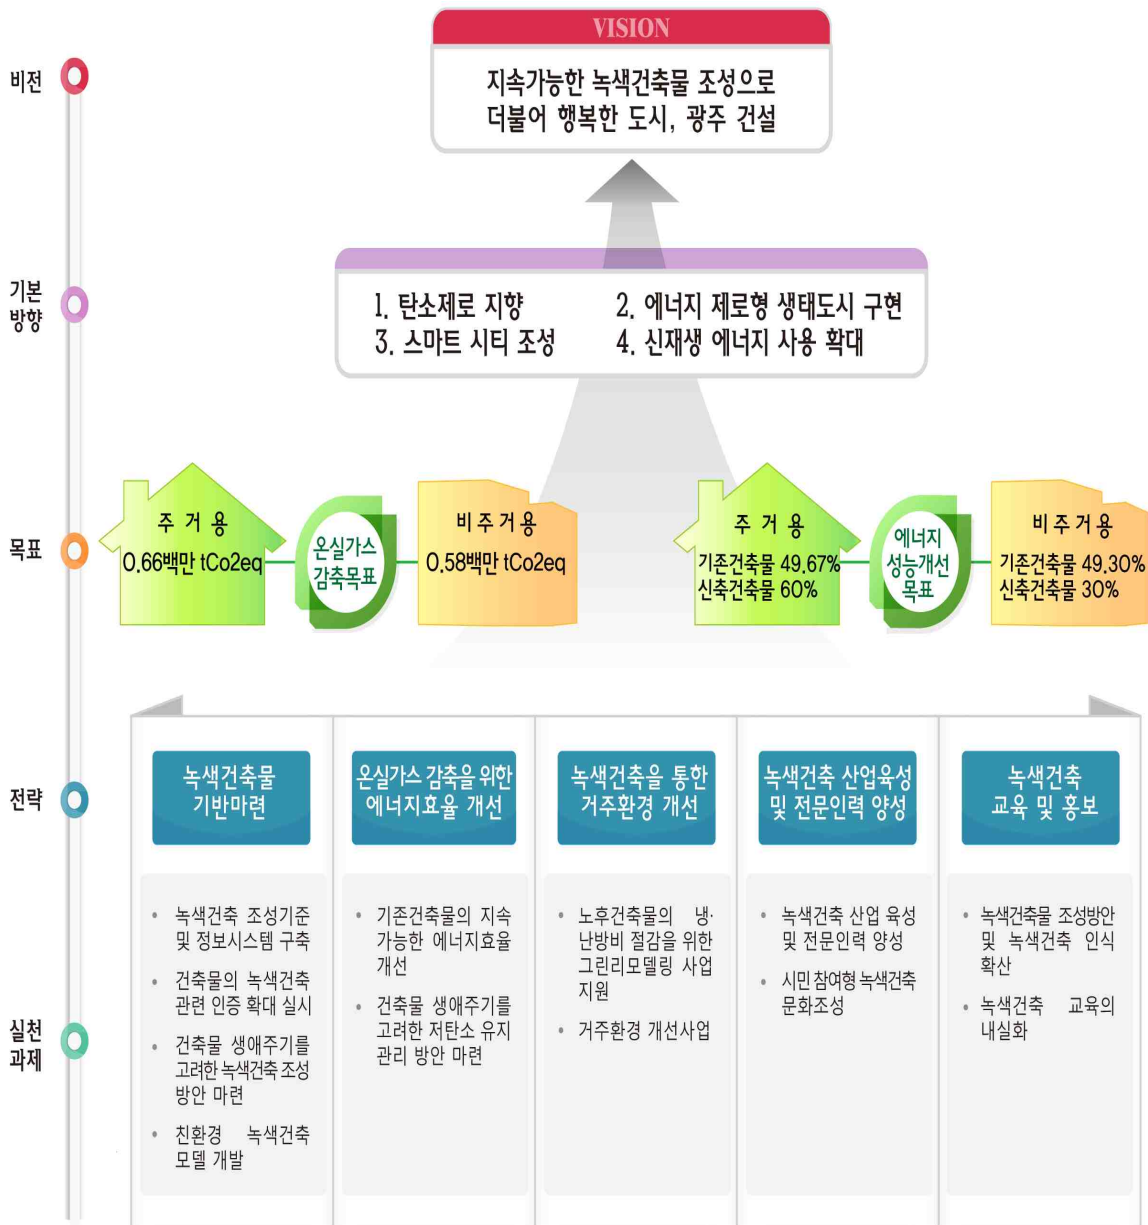 VISION
비전
지속가능한 녹색건축물 조성으로
더불어 행복한 도시, 광주 건설
기본
방향
1. 탄소제로 지향
2. 에너지 제로형 생태도시 구현
3. 스마트 시티 조성
4. 신재생 에너지 사용 확대
목표
주 거 용
0.66백만 tCo2eq
온실가스
감축목표
비 주 거 용
0.58백만 tCo2eq
주 거 용
기존건축물 49.67%
신축건축물 60%
에너지
성능개선
목표
비 주 거 용
기존건축물 49.30%
신축건축물 30%
전략
녹색건축물
기반마련
온실가스 감축을 위한
에너지효율 개선
녹색건축을 통한
거주환경 개선
녹색건축 산업육성
및 전문인력 양성
녹색건축
교육 및 홍보
실천
과제
• 녹색건축 조성기준
및 정보시스템 구축
• 건축물의 녹색건축
관련 인증 확대 실시
• 건축물 생애주기를
고려한 녹색건축 조성
방안 마련
• 친환경 녹색건축
모델 개발
• 기존건축물의 지속
가능한 에너지효율
개선
• 건축물 생애주기를
고려한 저탄소 유지
관리 방안 마련
• 노후건축물의 냉·
난방비 절감을 위한
그린리모델링 사업
지원
• 거주환경 개선사업
• 녹색건축 산업 육성
및 전문인력 양성
• 시민 참여형 녹색건축
문화조성
• 녹색건축물 조성방안
및 녹색건축 인식
확산
• 녹색건축 교육의
내실화